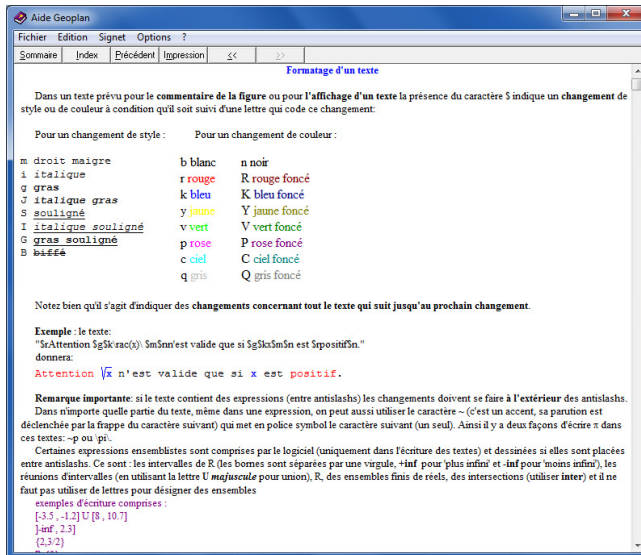 Aide Geoplan
Fichier Edition Signet Options ?
Sommaire Index Précédent Impression << >>
Formatage d'un texte
Dans un texte prévu pour le commentaire de la figure ou pour l'affichage d'un texte la présence du caractère $ indique un changement de
style ou de couleur à condition qu'il soit suivi d'une lettre qui code ce changement:
Pour un changement de style : Pour un changement de couleur :
m droit maigre b blanc n noir
i italique r rouge R rouge foncé
g gras k bleu K bleu foncé
J italique gras y jaune Y jaune foncé
S souligné v vert V vert foncé
I italique souligné p rose P rose foncé
G gras souligné c ciel C ciel foncé
B biffé q gris Q gris foncé
Notez bien qu'il s'agit d'indiquer des changements concernant tout le texte qui suit jusqu'au prochain changement.
Exemple : le texte:
"$rAttention $g$k\rac(x)\ $m$nn'est valide que si $g$kx$m$n est $rpositif$n."
donnera:
Attention √x n'est valide que si x est positif.
Remarque importante: si le texte contient des expressions (entre antislashs) les changements doivent se faire à l'extérieur des antislashs.
Dans n'importe quelle partie du texte, même dans une expression, on peut aussi utiliser le caractère ~ (c'est un accent, sa parution est
déclenchée par la frappe du caractère suivant) qui met en police symbol le caractère suivant (un seul). Ainsi il y a deux façons d'écrire π dans
ces textes: ~p ou \pi\.
Certaines expressions ensemblistes sont comprises par le logiciel (uniquement dans l'écriture des textes) et dessinées si elles sont placées
entre antislashs. Ce sont : les intervalles de R (les bornes sont séparées par une virgule, +inf pour 'plus infini' et -inf pour 'moins infini'), les
réunions d'intervalles (en utilisant la lettre U majuscule pour union), R, des ensembles finis de réels, des intersections (utiliser inter) et il ne
faut pas utiliser de lettres pour désigner des ensembles
exemples d'écriture comprises :
[-3.5 , -1.2] U [8 , 10.7]
]-inf , 2.3]
{2,3/2}